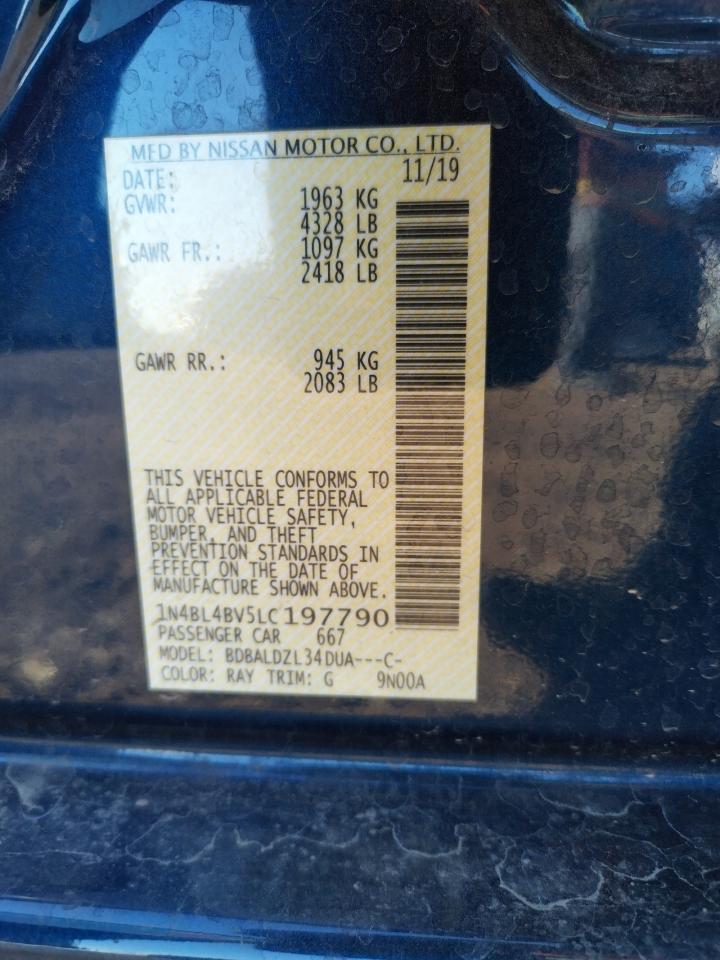 MFD BY NISSAN MOTOR CO., LTD.
DATE: 11/19
GVWR: 1963 KG
4328 LB
GAWR FR.: 1097 KG
2418 LB
GAWR RR.: 945 KG
2083 LB
THIS VEHICLE CONFORMS TO
ALL APPLICABLE FEDERAL
MOTOR VEHICLE SAFETY,
BUMPER, AND THEFT
PREVENTION STANDARDS IN
EFFECT ON THE DATE OF
MANUFACTURE SHOWN ABOVE.
1N4BL4BV5LC197790
PASSENGER CAR 667
MODEL: BDBALDZL34DUA---C-
COLOR: RAY TRIM: G 9N00A